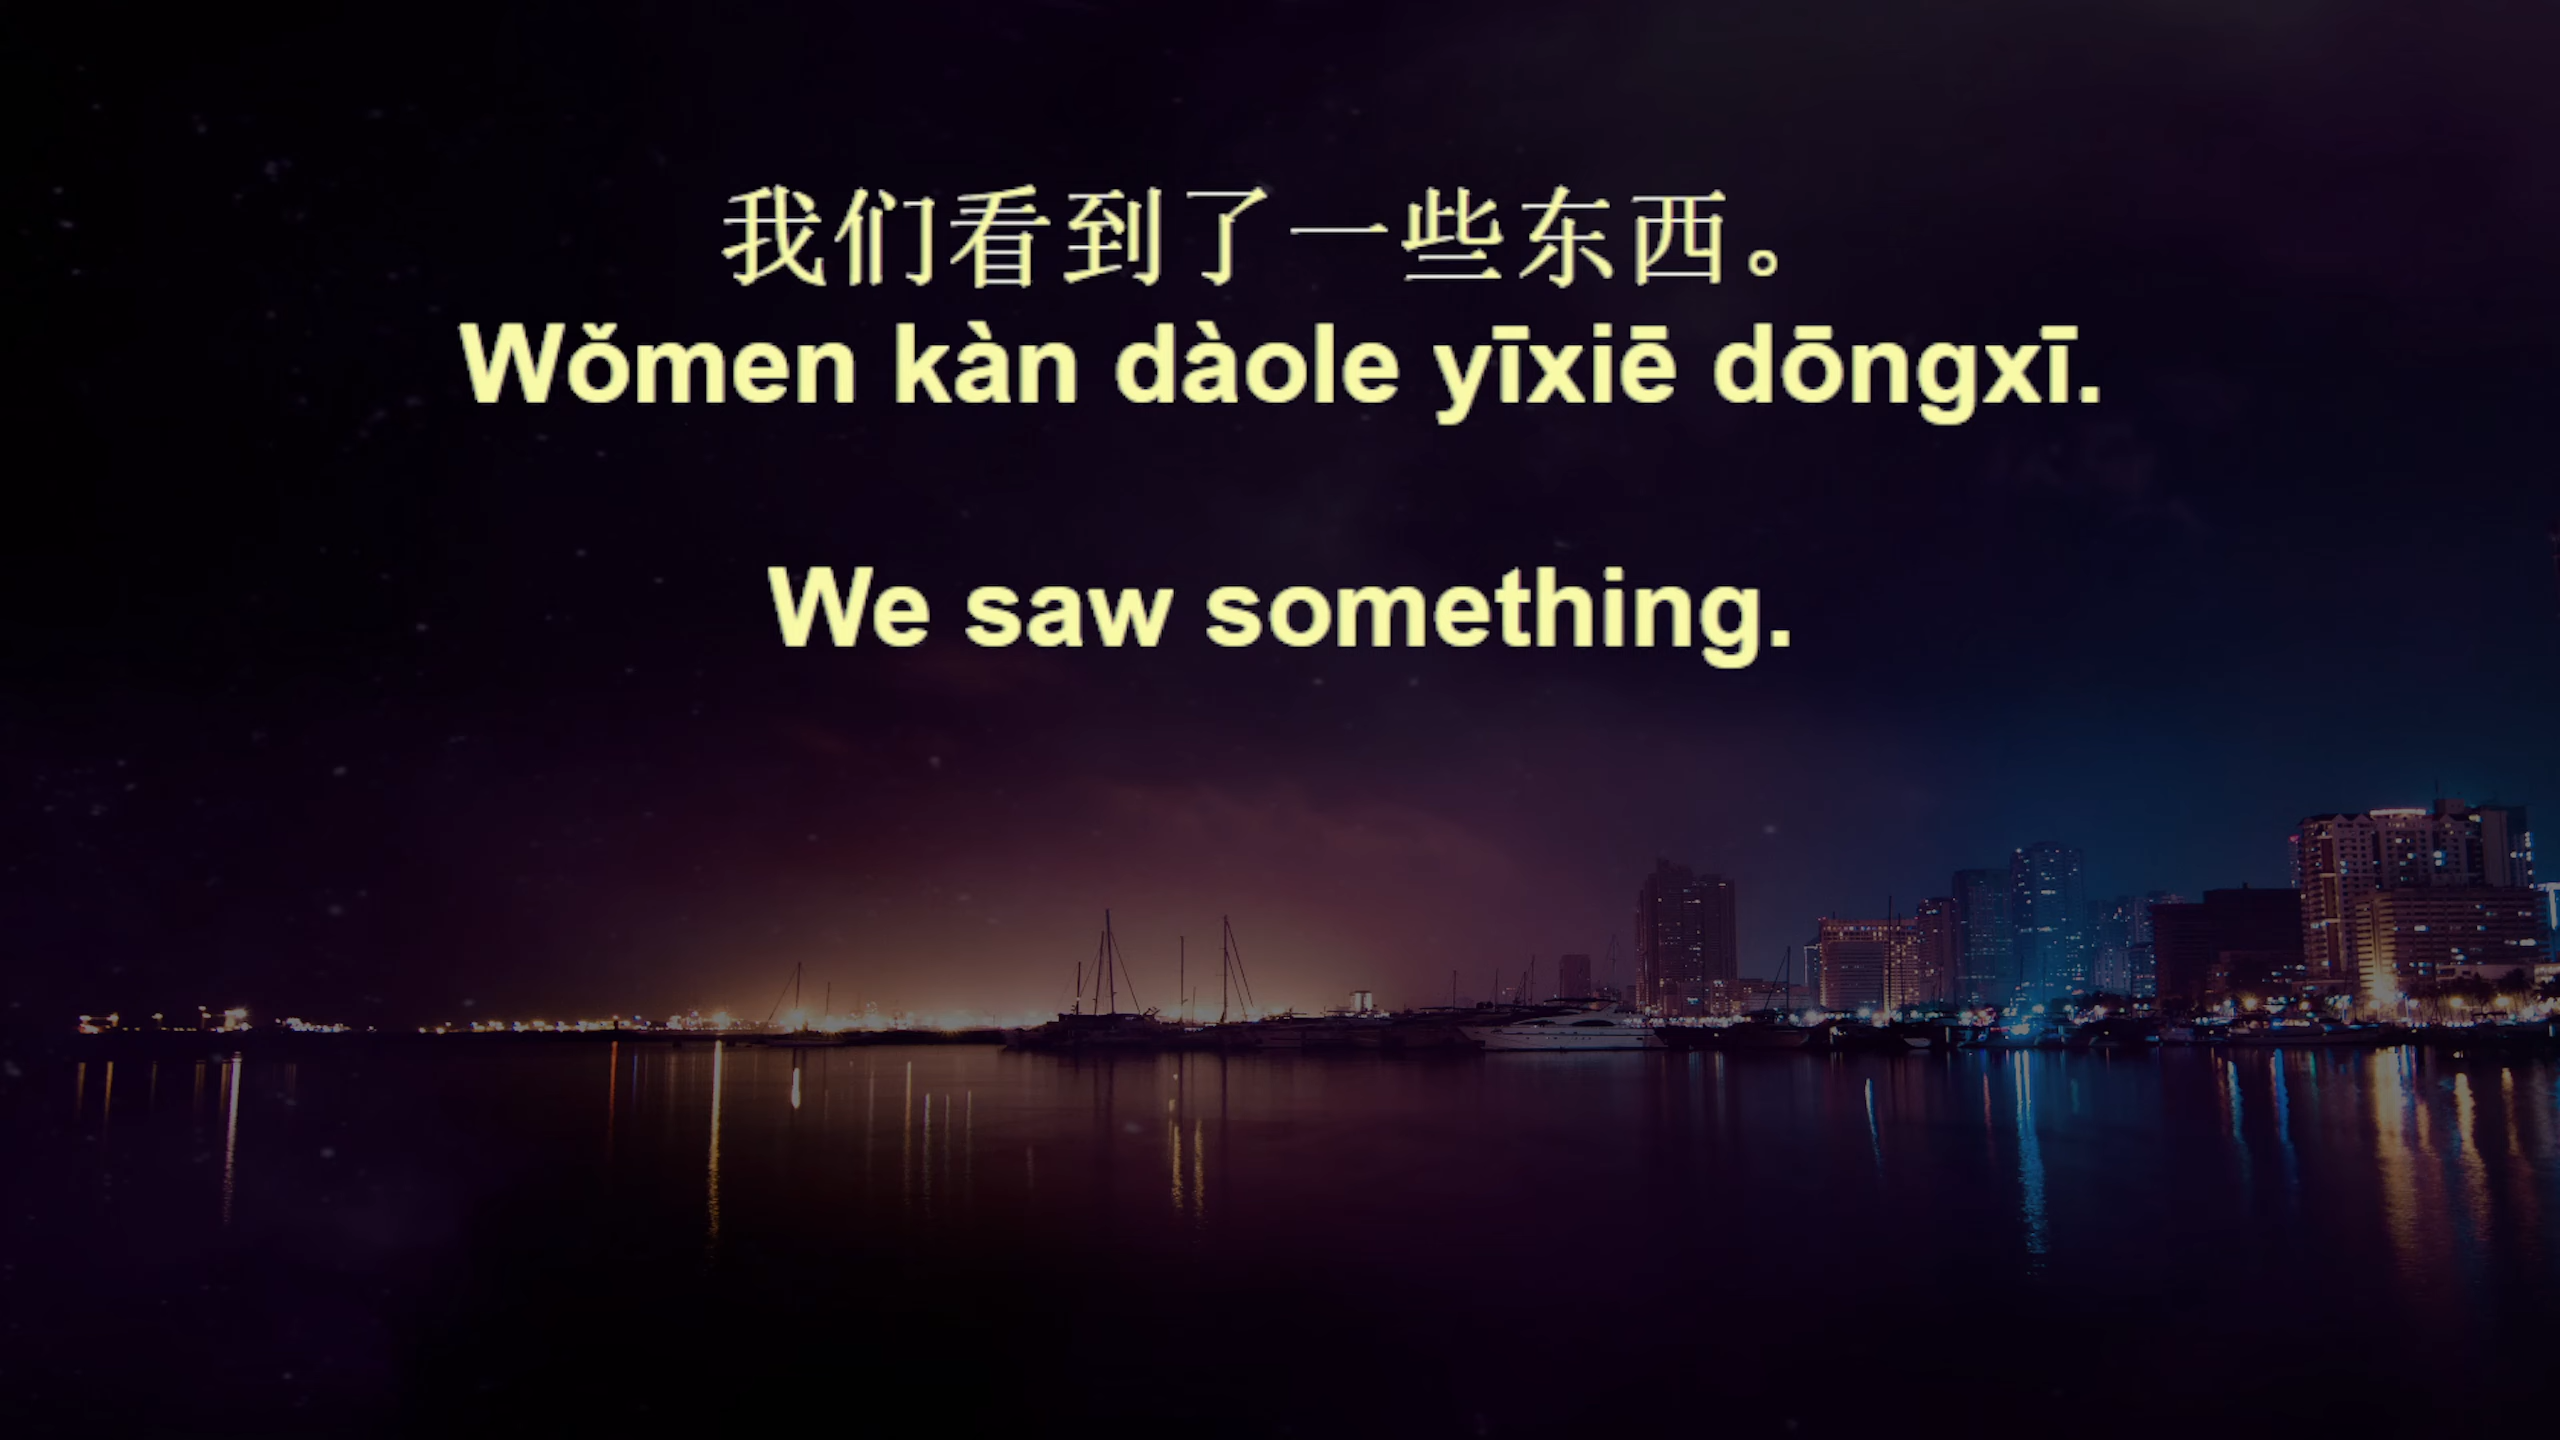 我们看到了一些东西。
Wǒmen kàn dàole yīxiē dōngxī.
We saw something.